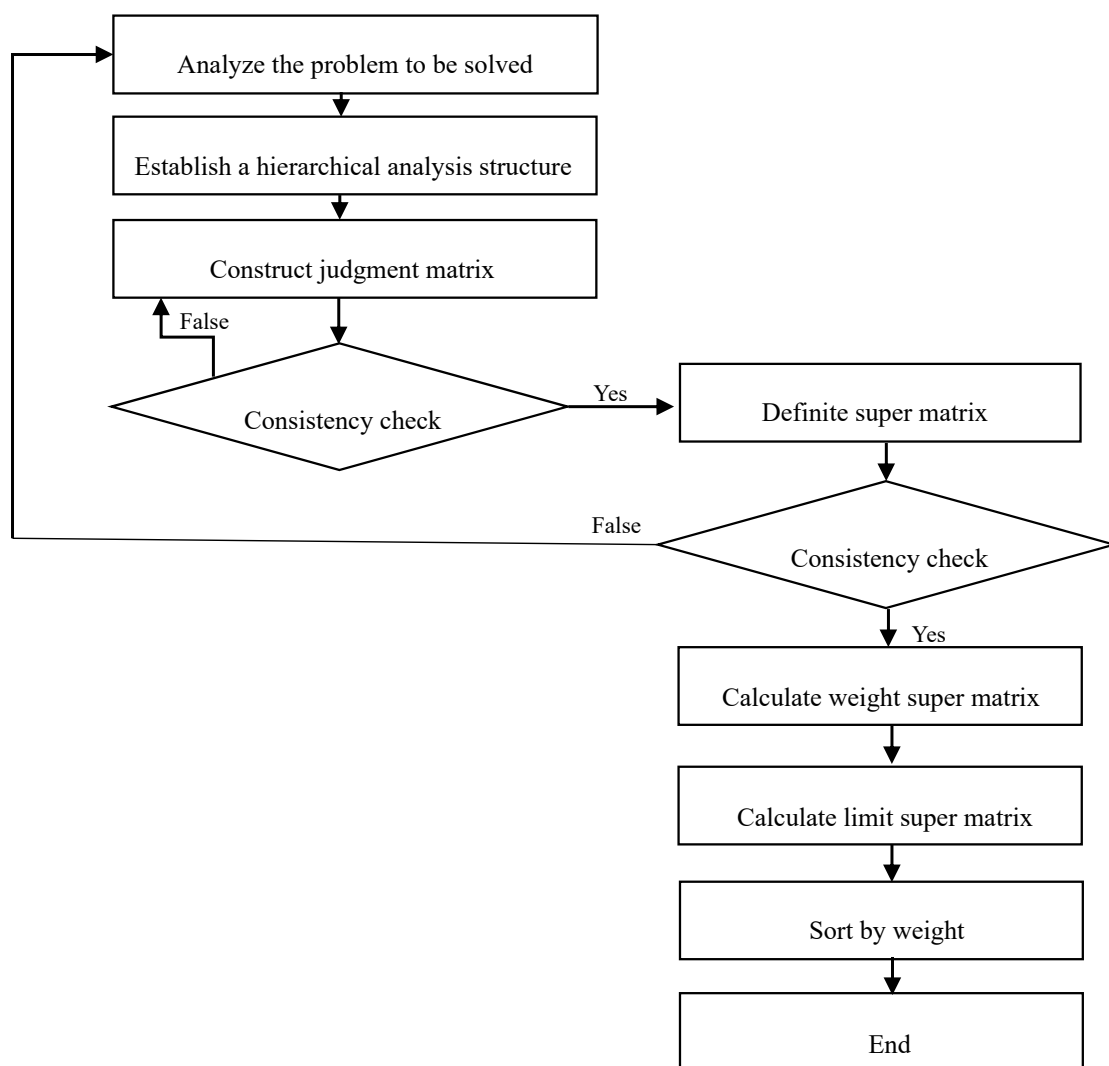 Analyze the problem to be solved
Establish a hierarchical analysis structure
Construct judgment matrix
False
Consistency check
Yes
Definite super matrix
False
Consistency check
Yes
Calculate weight super matrix
Calculate limit super matrix
Sort by weight
End